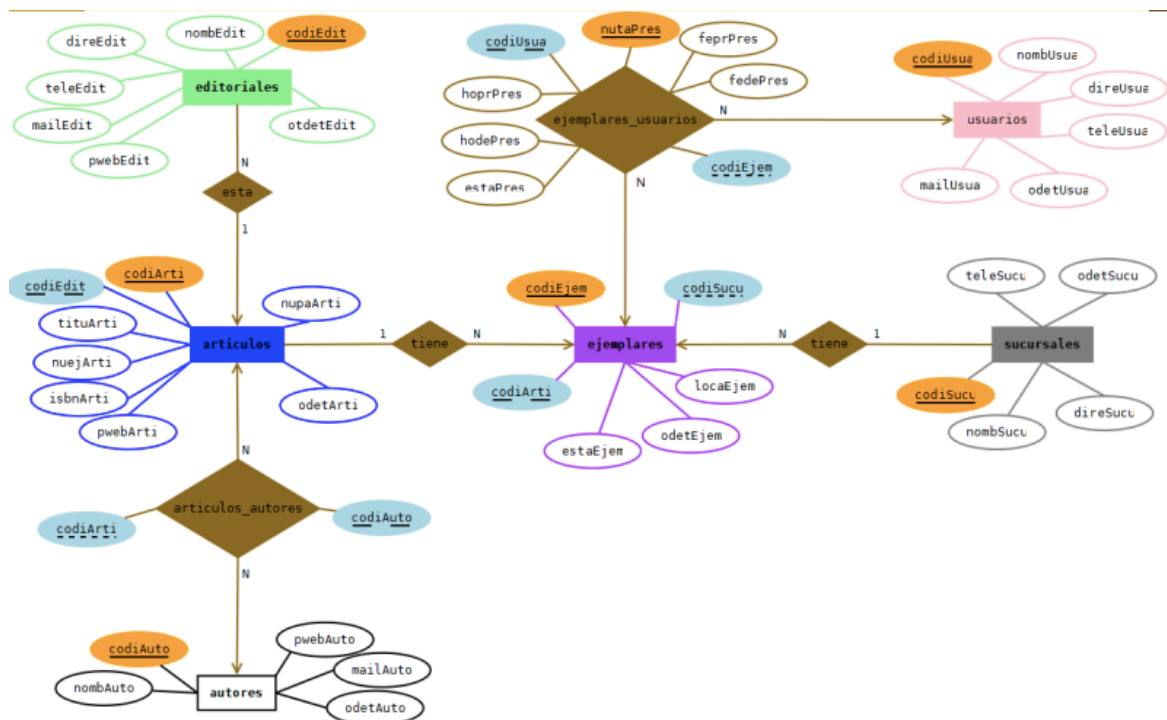 nombEdit
codiEdit
direEdit
teleEdit
editoriales
mailEdit
otdetEdit
pwebEdit
N
esta
1
codiUsua
nutaPres
feprPres
fedePres
hoprPres
ejemplares_usuarios
N
hodePres
codiEjem
estaPres
N
codiUsua
nombUsua
direUsua
usuarios
teleUsua
mailUsua
odetUsua
codiEdit
codiArti
nupaArti
tituArti
articulos
nuejArti
isbnArti
odetArti
pwebArti
1
tiene
N
codiEjem
codiSucu
ejemplares
codiArti
locaEjem
odetEjem
estaEjem
N
tiene
1
teleSucu
odetSucu
sucursales
codiSucu
direSucu
nombSucu
N
articulos_autores
codiArti
codiAuto
N
codiAuto
pwebAuto
mailAuto
nombAuto
autores
odetAuto